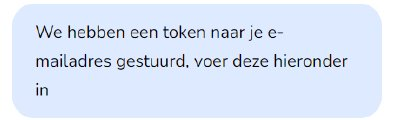 We hebben een token naar je e-
mailadres gestuurd, voer deze hieronder
in